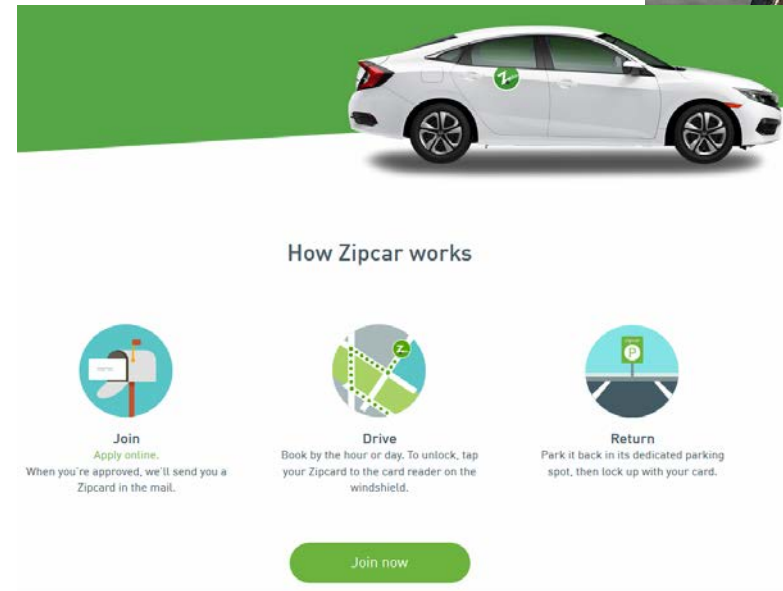 How Zipcar works
Z
P
Join
Apply online.
When you're approved, we'll send you a
Zipcard in the mail.
Drive
Book by the hour or day. To unlock, tap
your Zipcard to the card reader on the
windshield.
Return
Park it back in its dedicated parking
spot, then lock up with your card.
Join now